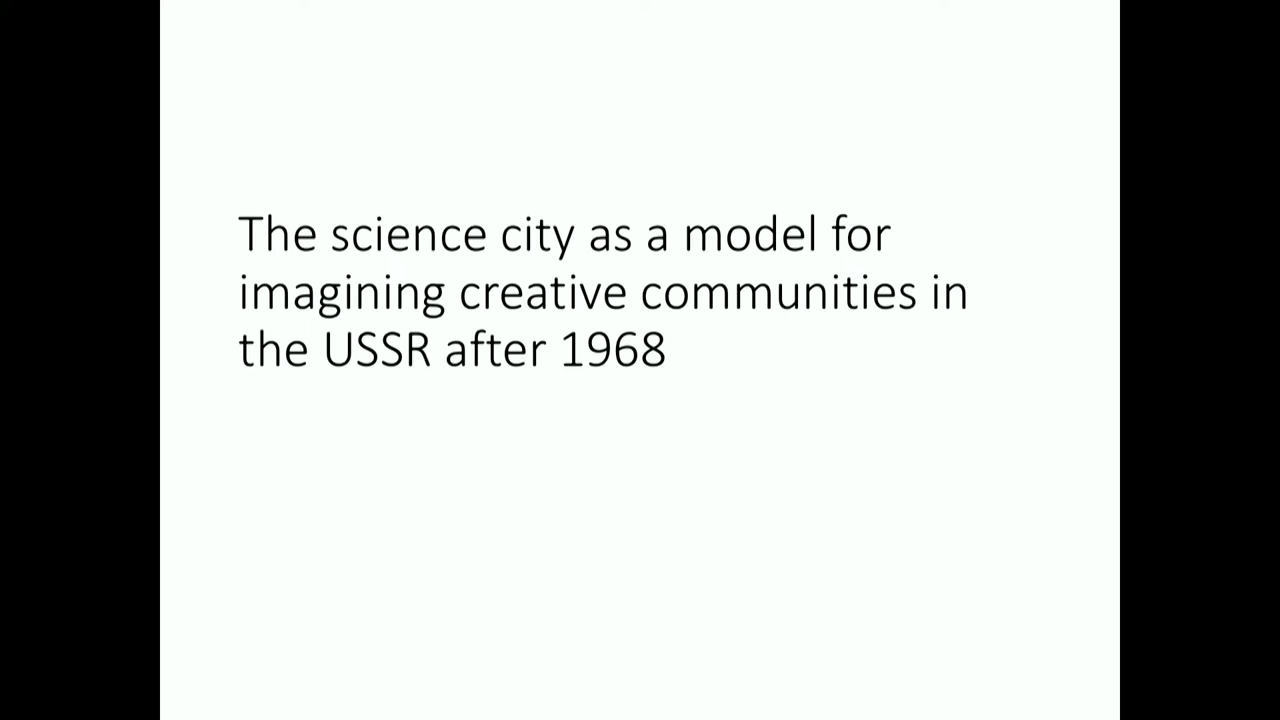 The science city as a model for
imagining creative communities in
the USSR after 1968